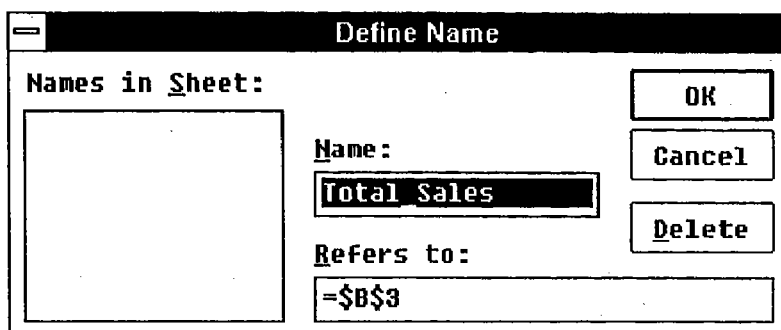 Define Name
Names in Sheet:
OK
Name:
Cancel
Total_Sales
Delete
Refers to:
=$B$3